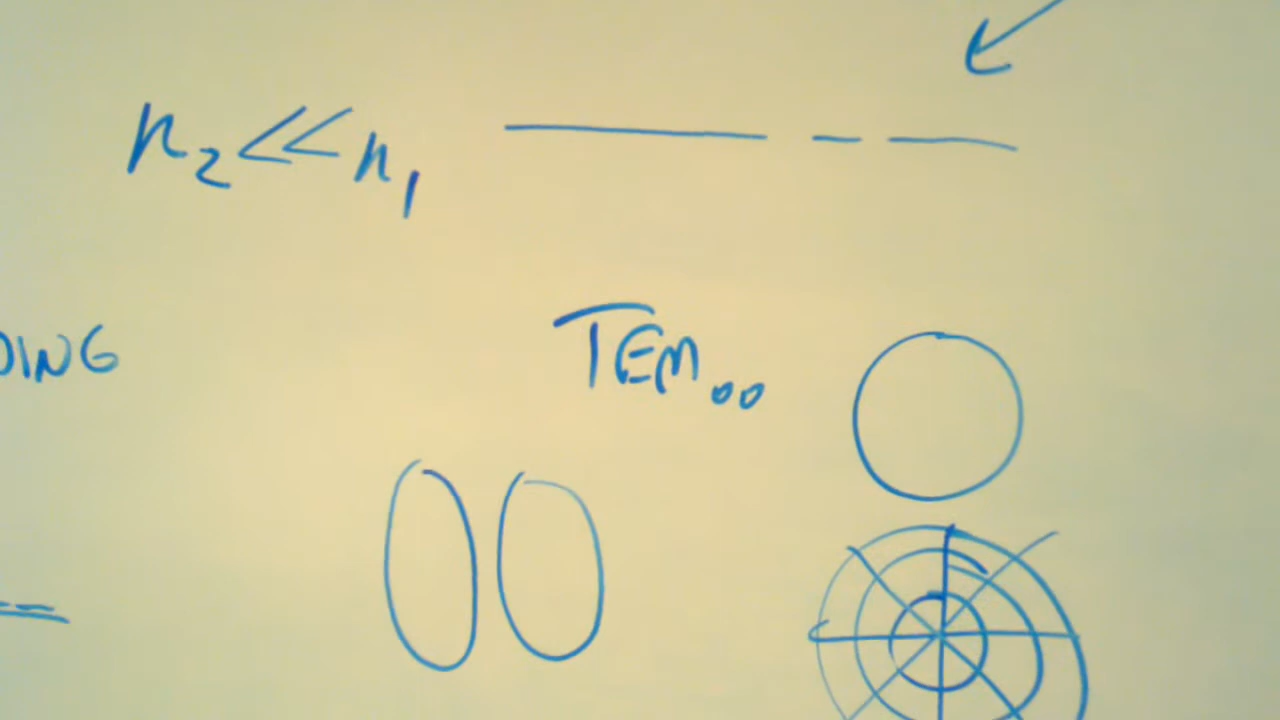 n₂ << n₁
DING
TEM₀₀